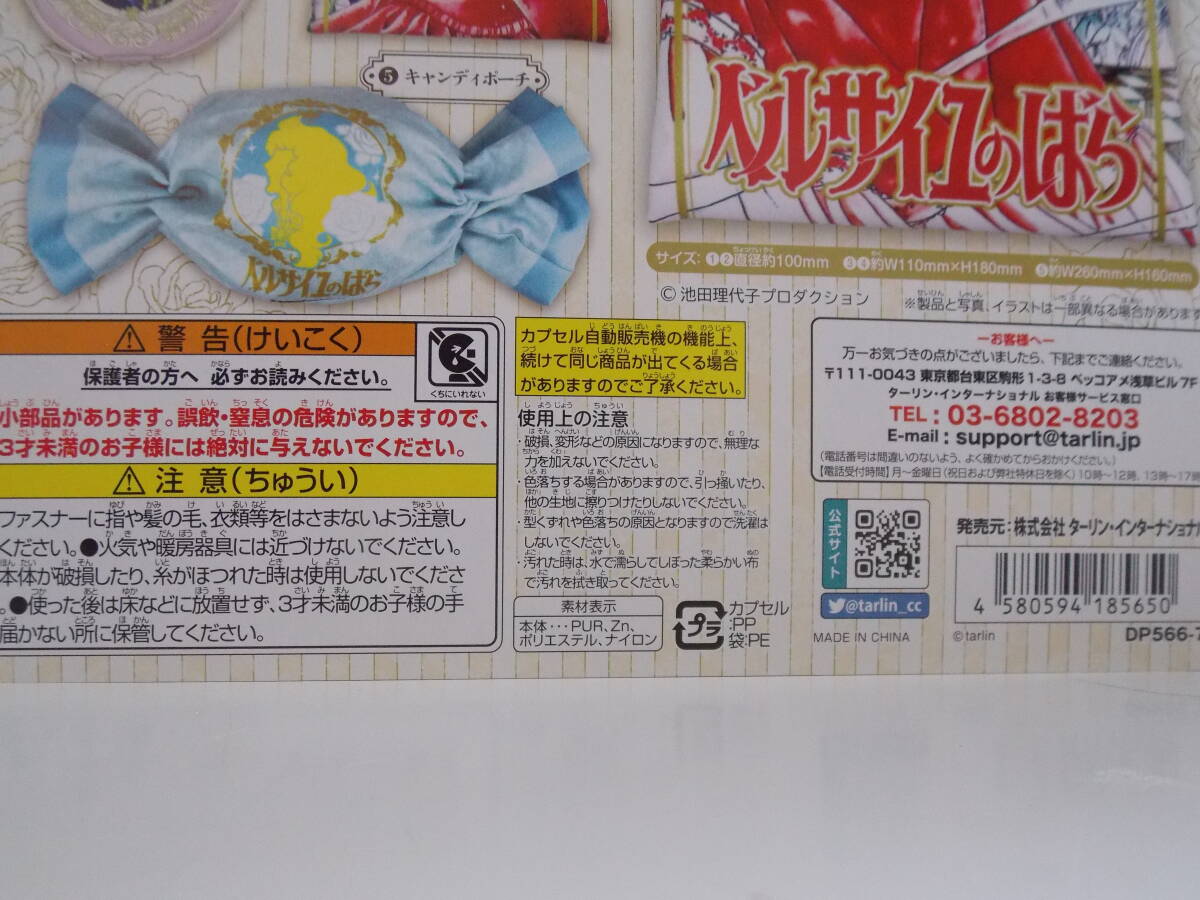 ❺ キャンディポーチ
ベルサイユのばら
ベルサイユのばら
サイズ: ①②直径約100mm ③④約W110mm×H180mm ⑤約W260mm×H160mm
© 池田理代子プロダクション
※製品と写真、イラストは一部異なる場合があります
⚠ 警告(けいこく)
保護者の方へ 必ずお読みください。
くちにいれない
小部品があります。誤飲・窒息の危険がありますので、
3才未満のお子様には絶対に与えないでください。
⚠ 注意(ちゅうい)
ファスナーに指や髪の毛、衣類等をはさまないよう注意し
ください。●火気や暖房器具には近づけないでください。
本体が破損したり、糸がほつれた時は使用しないでくださ
。●使った後は床などに放置せず、3才未満のお子様の手
届かない所に保管してください。
カプセル自動販売機の機能上、
続けて同じ商品が出てくる場合
がありますのでご了承ください。
使用上の注意
・破損、変形などの原因になりますので、無理な
力を加えないでください。
・色落ちする場合がありますので、引っ掻いたり、
他の生地に擦りつけたりしないでください。
・型くずれや色落ちの原因となりますので洗濯は
しないでください。
・汚れた時は、水で濡らしてしぼった柔らかい布
で汚れを拭き取ってください。
素材表示
本体…PUR、Zn、
ポリエステル、ナイロン
プラ
カプセル
:PP
袋:PE
ーお客様へー
万一お気づきの点がございましたら、下記までご連絡ください。
〒111-0043 東京都台東区駒形1-3-8 ベッコアメ浅草ビル7F
ターリン・インターナショナル お客様サービス窓口
TEL : 03-6802-8203
E-mail : support@tarlin.jp
(電話番号は間違いのないよう、よく確かめてからおかけください。)
【電話受付時間】月〜金曜日(祝日および弊社特休日を除く)10時〜12時、13時〜17時
公式サイト
@tarlin_cc
MADE IN CHINA
発売元:株式会社 ターリン・インターナショナル
4 580594 185650
©tarlin
DP566-7